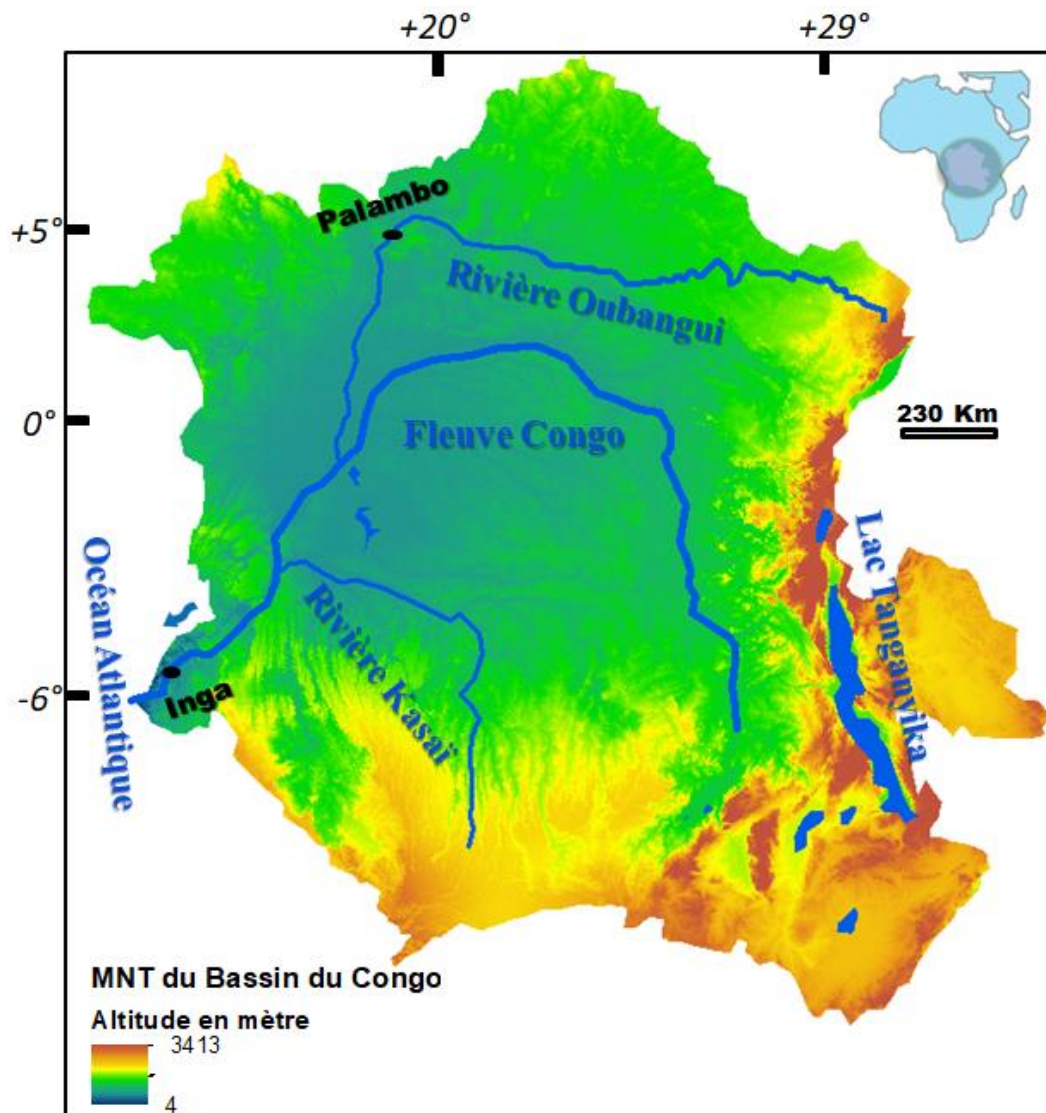 +20°
+29°
+5°
Palambo
Rivière Oubangui
0°
230 Km
Fleuve Congo
Océan Atlantique
Rivière Kasaï
Lac Tanganyika
-6°
Inga
MNT du Bassin du Congo
Altitude en mètre
3413
4